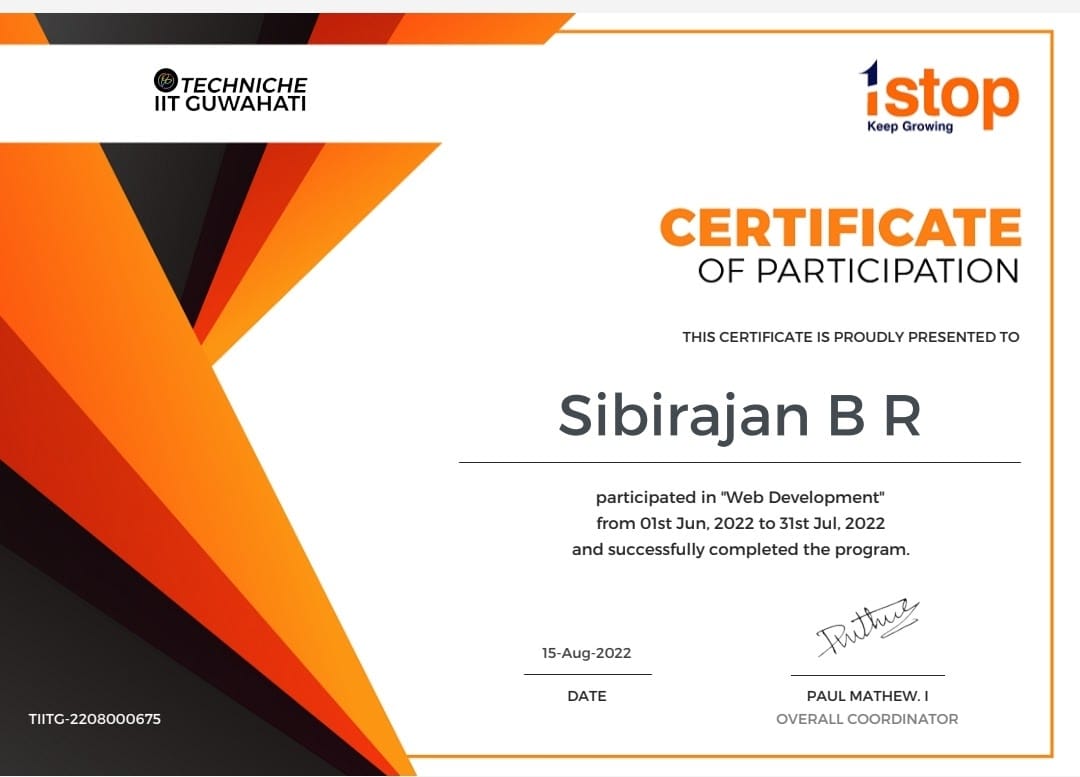 TECHNICHE
IIT GUWAHATI
1stop
Keep Growing
CERTIFICATE
OF PARTICIPATION
THIS CERTIFICATE IS PROUDLY PRESENTED TO
Sibirajan B R
participated in "Web Development"
from 01st Jun, 2022 to 31st Jul, 2022
and successfully completed the program.
15-Aug-2022
DATE
PAUL MATHEW. I
OVERALL COORDINATOR
TIITG-2208000675